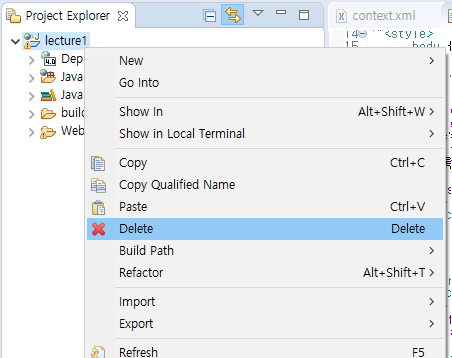 Project Explorer
context.xml
lecture1
14
<style>
15
body {
Dep
Java
Java
build
Web
New
Go Into
Show In Alt+Shift+W
Show in Local Terminal
Copy Ctrl+C
Copy Qualified Name
Paste Ctrl+V
Delete Delete
Build Path
Refactor Alt+Shift+T
Import
Export
Refresh F5